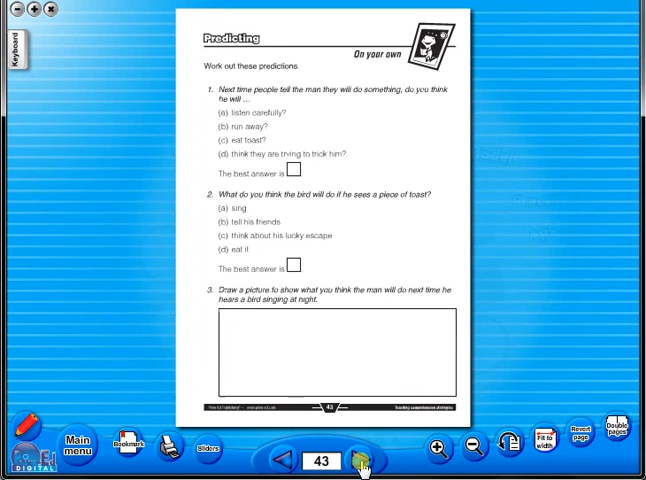 Keyboard
Predicting
On your own
Work out these predictions.
1. Next time people tell the man they will do something, do you think
he will ...
(a) listen carefully?
(b) run away?
(c) eat toast?
(d) think they are trying to trick him?
The best answer is
2. What do you think the bird will do if he sees a piece of toast?
(a) sing
(b) tell his friends
(c) think about his lucky escape
(d) eat it
The best answer is
3. Draw a picture to show what you think the man will do next time he
hears a bird singing at night.
43
Teaching comprehension strategies
Main
menu
Bookmark
Sliders
43
Fit to
width
Revert
page
Double
pages
DIGITAL